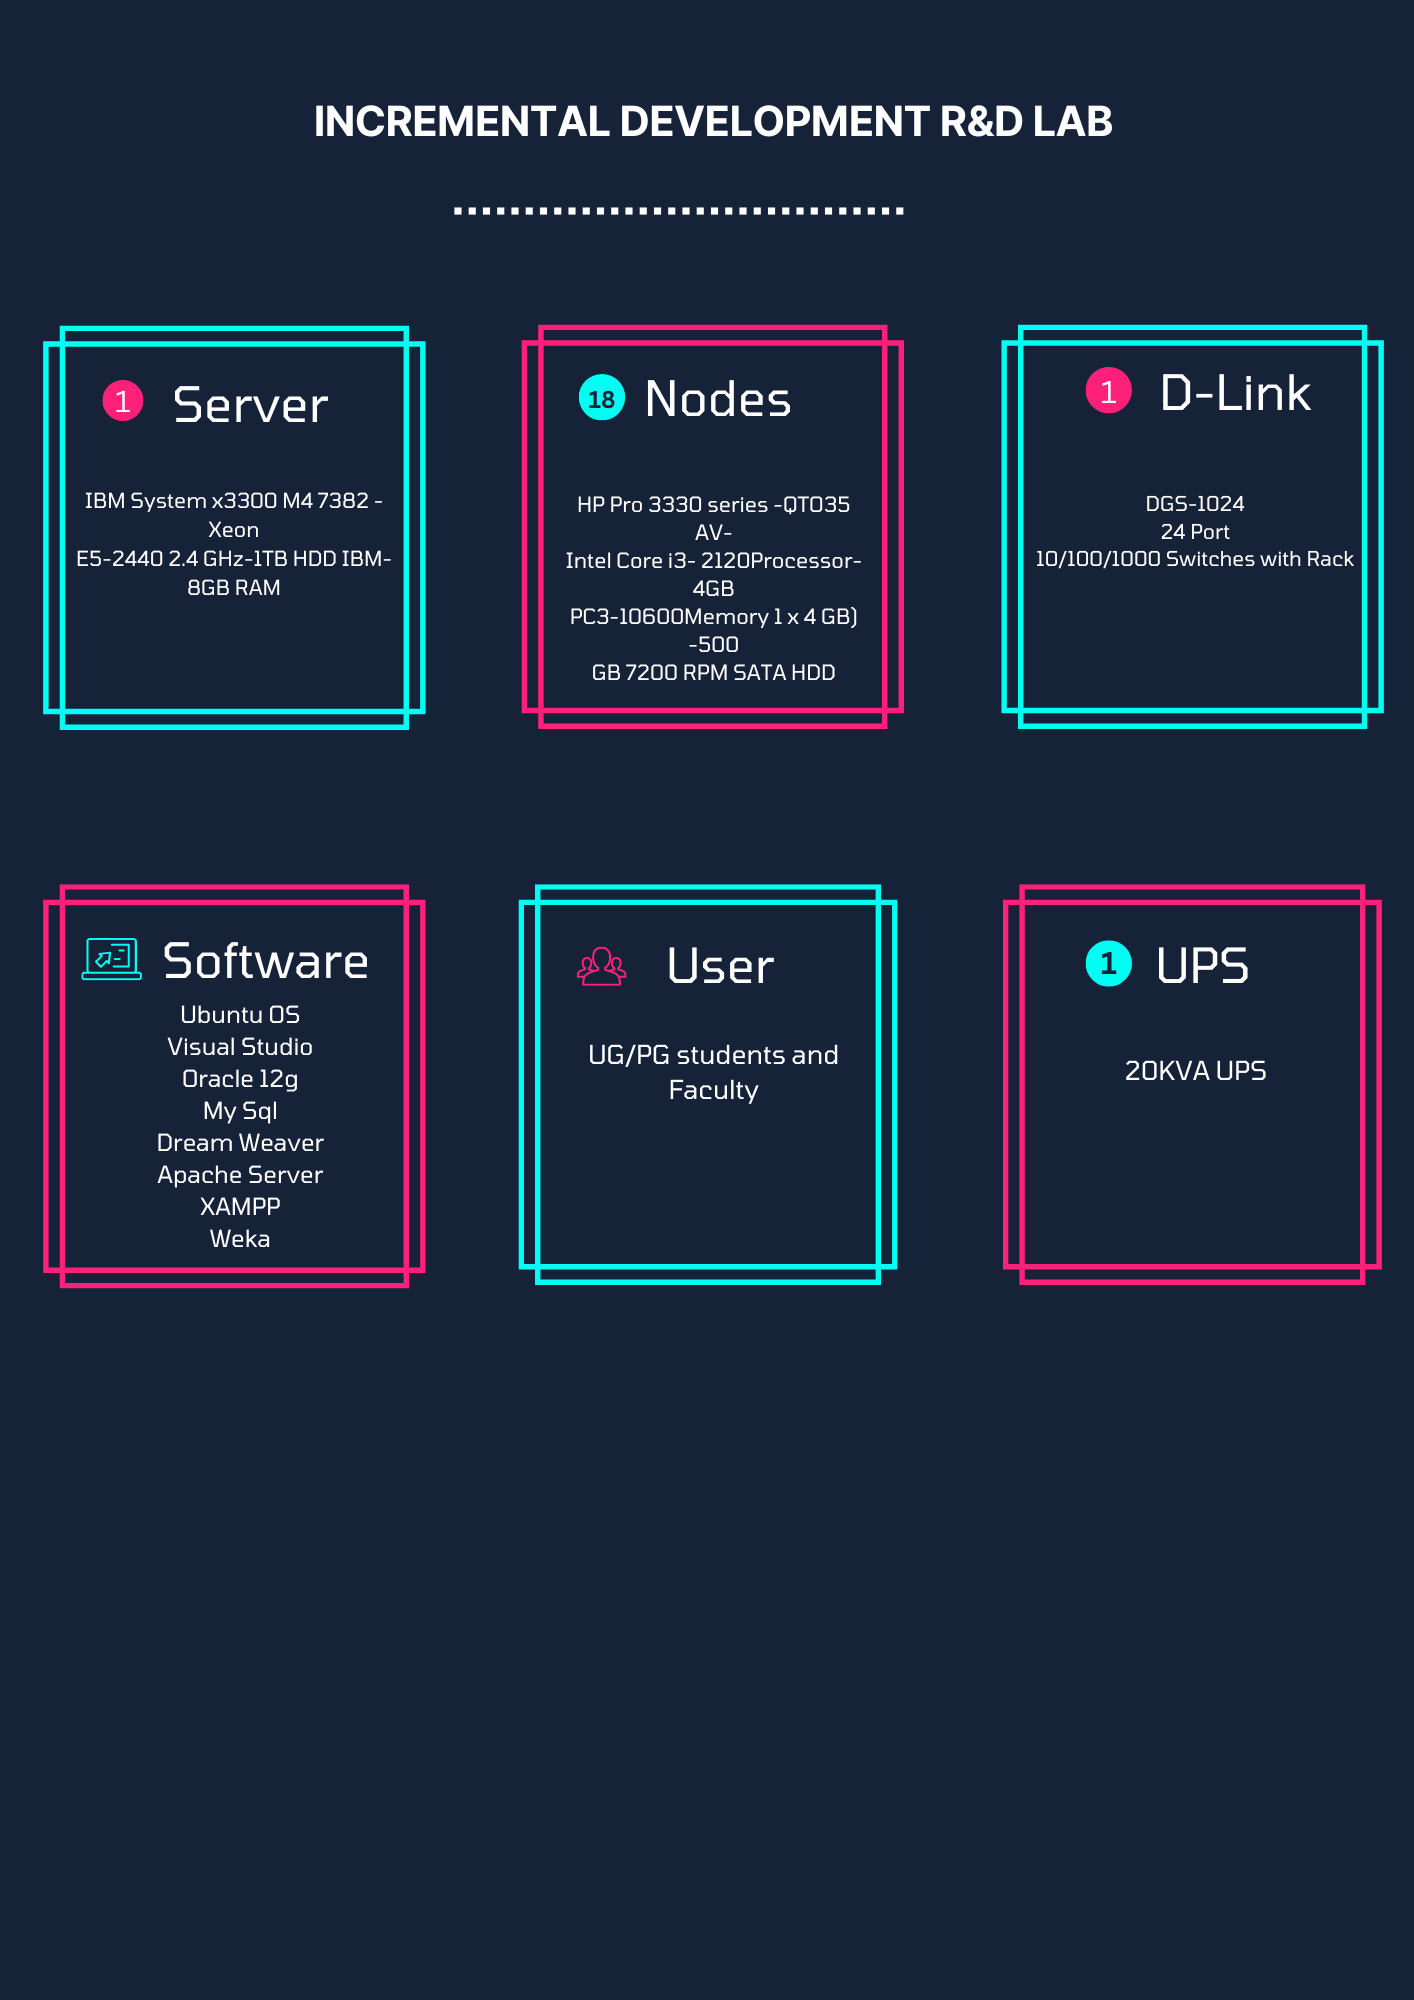 INCREMENTAL DEVELOPMENT R&D LAB
1 Server
IBM System x3300 M4 7382 -
Xeon
E5-2440 2.4 GHz-1TB HDD IBM-
8GB RAM
18 Nodes
HP Pro 3330 series -QT035
AV-
Intel Core i3- 2120Processor-
4GB
PC3-10600Memory 1 x 4 GB)
-500
GB 7200 RPM SATA HDD
1 D-Link
DGS-1024
24 Port
10/100/1000 Switches with Rack
Software
Ubuntu OS
Visual Studio
Oracle 12g
My Sql
Dream Weaver
Apache Server
XAMPP
Weka
User
UG/PG students and
Faculty
1 UPS
20KVA UPS